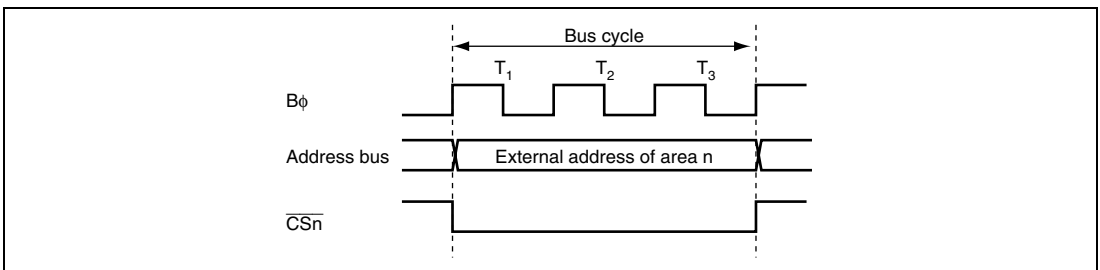 Bus cycle
T1 T2 T3
Bφ
Address bus External address of area n
CSn